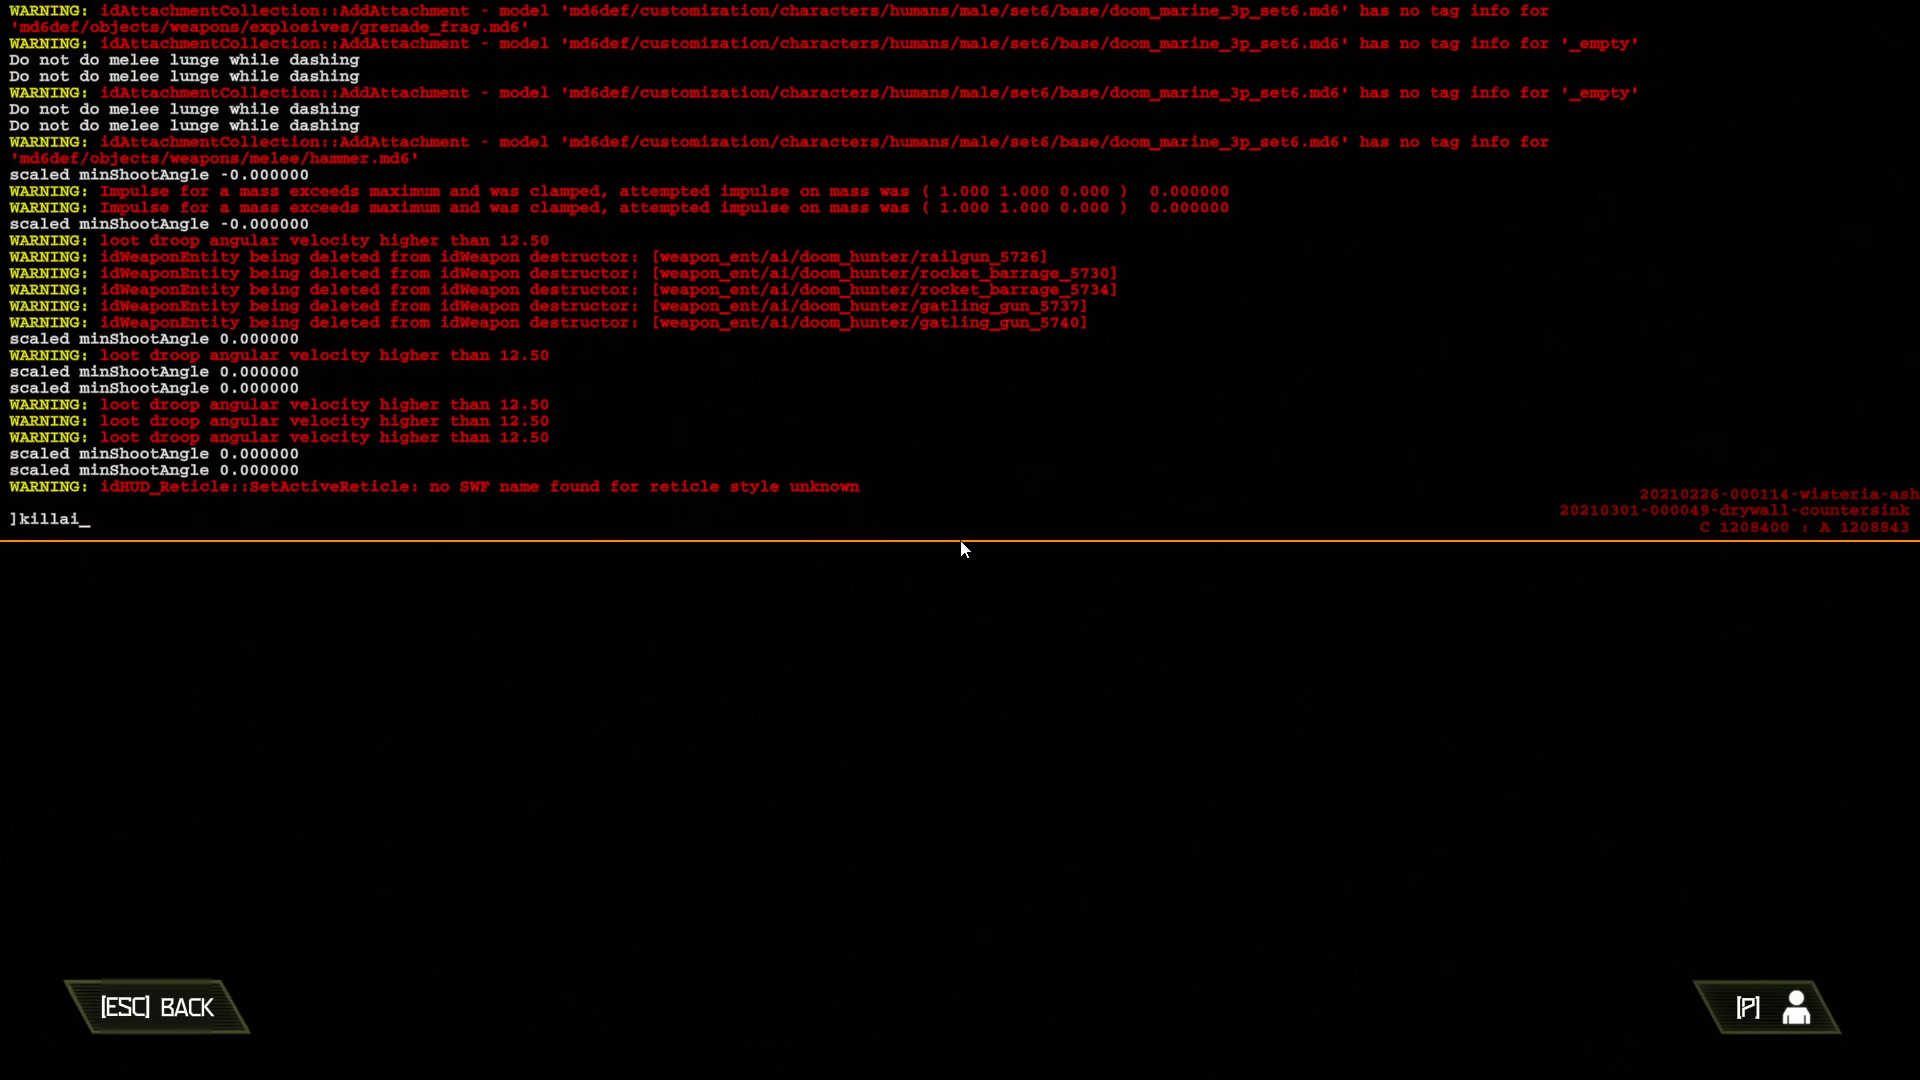 WARNING: idAttachmentCollection::AddAttachment - model 'md6def/customization/characters/humans/male/set6/base/doom_marine_3p_set6.md6' has no tag info for
'md6def/objects/weapons/explosives/grenade_frag.md6'
WARNING: idAttachmentCollection::AddAttachment - model 'md6def/customization/characters/humans/male/set6/base/doom_marine_3p_set6.md6' has no tag info for '_empty'
Do not do melee lunge while dashing
Do not do melee lunge while dashing
WARNING: idAttachmentCollection::AddAttachment - model 'md6def/customization/characters/humans/male/set6/base/doom_marine_3p_set6.md6' has no tag info for '_empty'
Do not do melee lunge while dashing
Do not do melee lunge while dashing
WARNING: idAttachmentCollection::AddAttachment - model 'md6def/customization/characters/humans/male/set6/base/doom_marine_3p_set6.md6' has no tag info for
'md6def/objects/weapons/melee/hammer.md6'
scaled minShootAngle -0.000000
WARNING: Impulse for a mass exceeds maximum and was clamped, attempted impulse on mass was ( 1.000 1.000 0.000 )  0.000000
WARNING: Impulse for a mass exceeds maximum and was clamped, attempted impulse on mass was ( 1.000 1.000 0.000 )  0.000000
scaled minShootAngle -0.000000
WARNING: loot droop angular velocity higher than 12.50
WARNING: idWeaponEntity being deleted from idWeapon destructor: [weapon_ent/ai/doom_hunter/railgun_5726]
WARNING: idWeaponEntity being deleted from idWeapon destructor: [weapon_ent/ai/doom_hunter/rocket_barrage_5730]
WARNING: idWeaponEntity being deleted from idWeapon destructor: [weapon_ent/ai/doom_hunter/rocket_barrage_5734]
WARNING: idWeaponEntity being deleted from idWeapon destructor: [weapon_ent/ai/doom_hunter/gatling_gun_5737]
WARNING: idWeaponEntity being deleted from idWeapon destructor: [weapon_ent/ai/doom_hunter/gatling_gun_5740]
scaled minShootAngle 0.000000
WARNING: loot droop angular velocity higher than 12.50
scaled minShootAngle 0.000000
scaled minShootAngle 0.000000
WARNING: loot droop angular velocity higher than 12.50
WARNING: loot droop angular velocity higher than 12.50
WARNING: loot droop angular velocity higher than 12.50
scaled minShootAngle 0.000000
scaled minShootAngle 0.000000
WARNING: idHUD_Reticle::SetActiveReticle: no SWF name found for reticle style unknown
20210226-000114-wisteria-ash
20210301-000049-drywall-countersink
]killai_
C 1208400 : A 1208843
[ESC] BACK
[P]